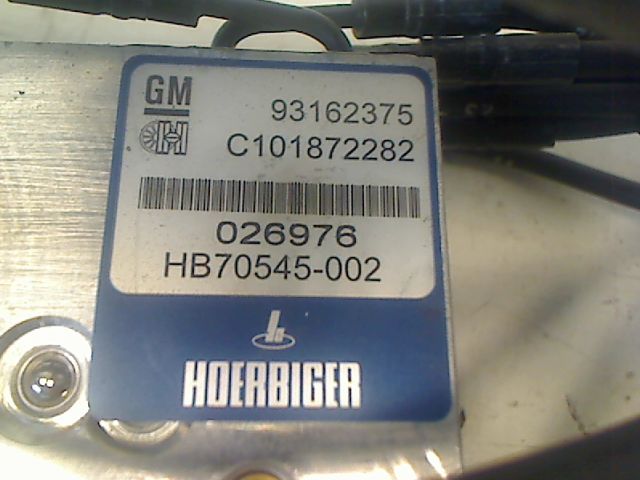 GM
93162375
C101872282
026976
HB70545-002
HOERBIGER